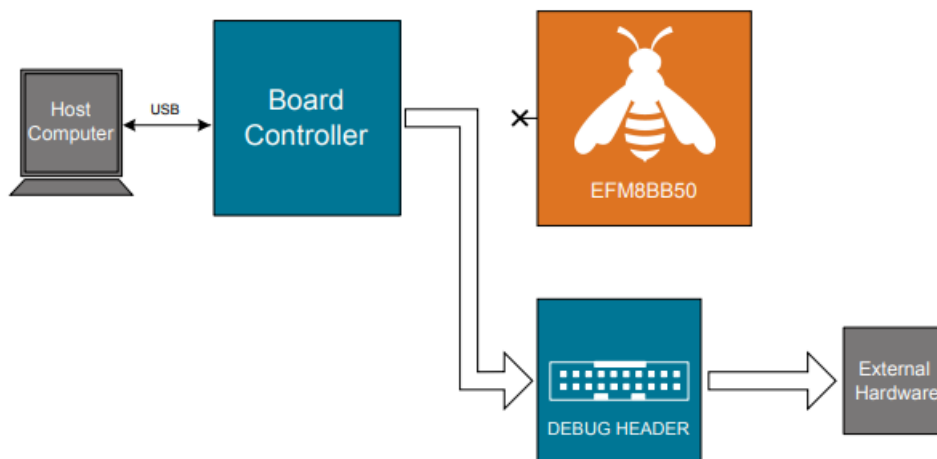 Host
Computer
USB
Board
Controller
EFM8BB50
DEBUG HEADER
External
Hardware